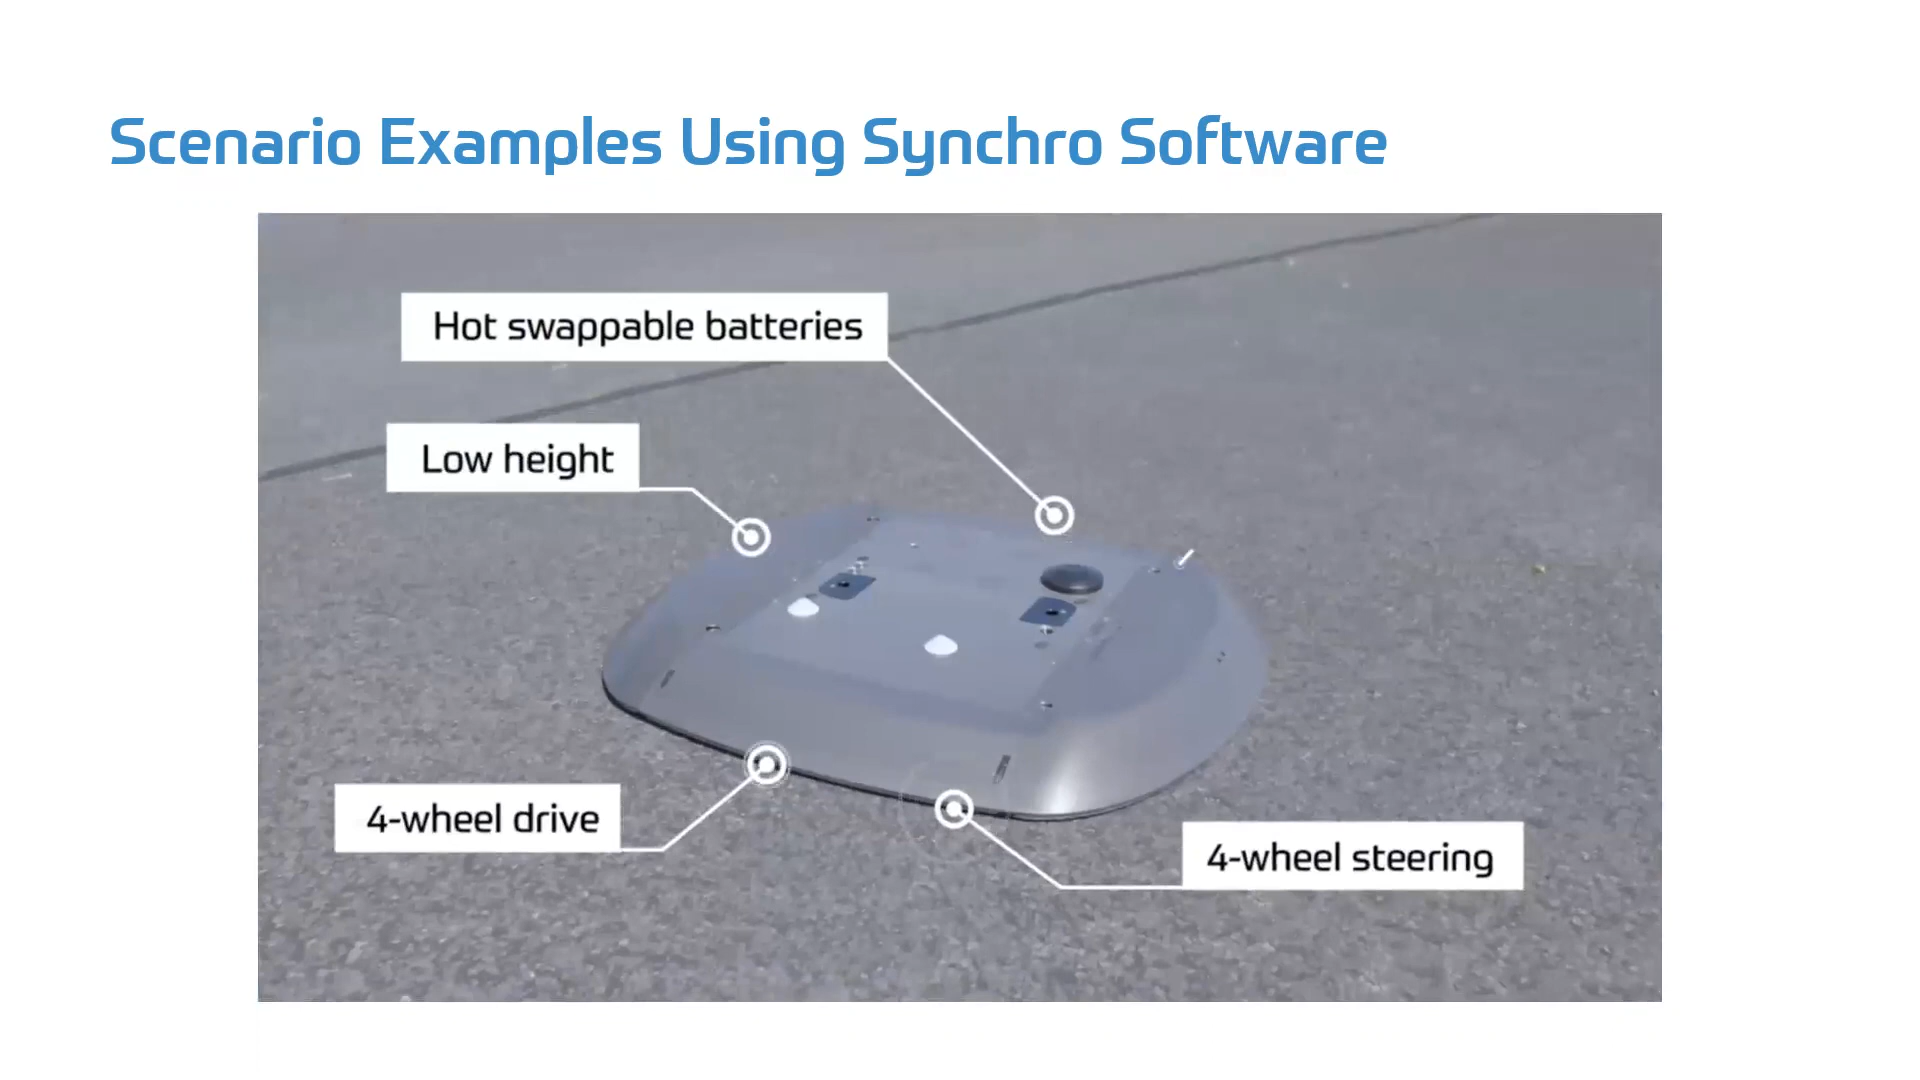 Scenario Examples Using Synchro Software
Hot swappable batteries
Low height
4-wheel drive
4-wheel steering